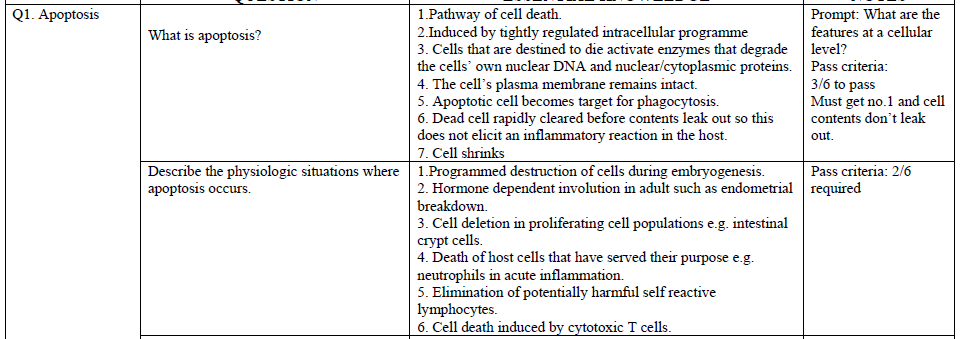 Q1. Apoptosis
What is apoptosis?
1.Pathway of cell death.
2.Induced by tightly regulated intracellular programme
3. Cells that are destined to die activate enzymes that degrade
the cells’ own nuclear DNA and nuclear/cytoplasmic proteins.
4. The cell’s plasma membrane remains intact.
5. Apoptotic cell becomes target for phagocytosis.
6. Dead cell rapidly cleared before contents leak out so this
does not elicit an inflammatory reaction in the host.
7. Cell shrinks
Prompt: What are the
features at a cellular
level?
Pass criteria:
3/6 to pass
Must get no.1 and cell
contents don’t leak
out.
Describe the physiologic situations where
apoptosis occurs.
1.Programmed destruction of cells during embryogenesis.
2. Hormone dependent involution in adult such as endometrial
breakdown.
3. Cell deletion in proliferating cell populations e.g. intestinal
crypt cells.
4. Death of host cells that have served their purpose e.g.
neutrophils in acute inflammation.
5. Elimination of potentially harmful self reactive
lymphocytes.
6. Cell death induced by cytotoxic T cells.
Pass criteria: 2/6
required